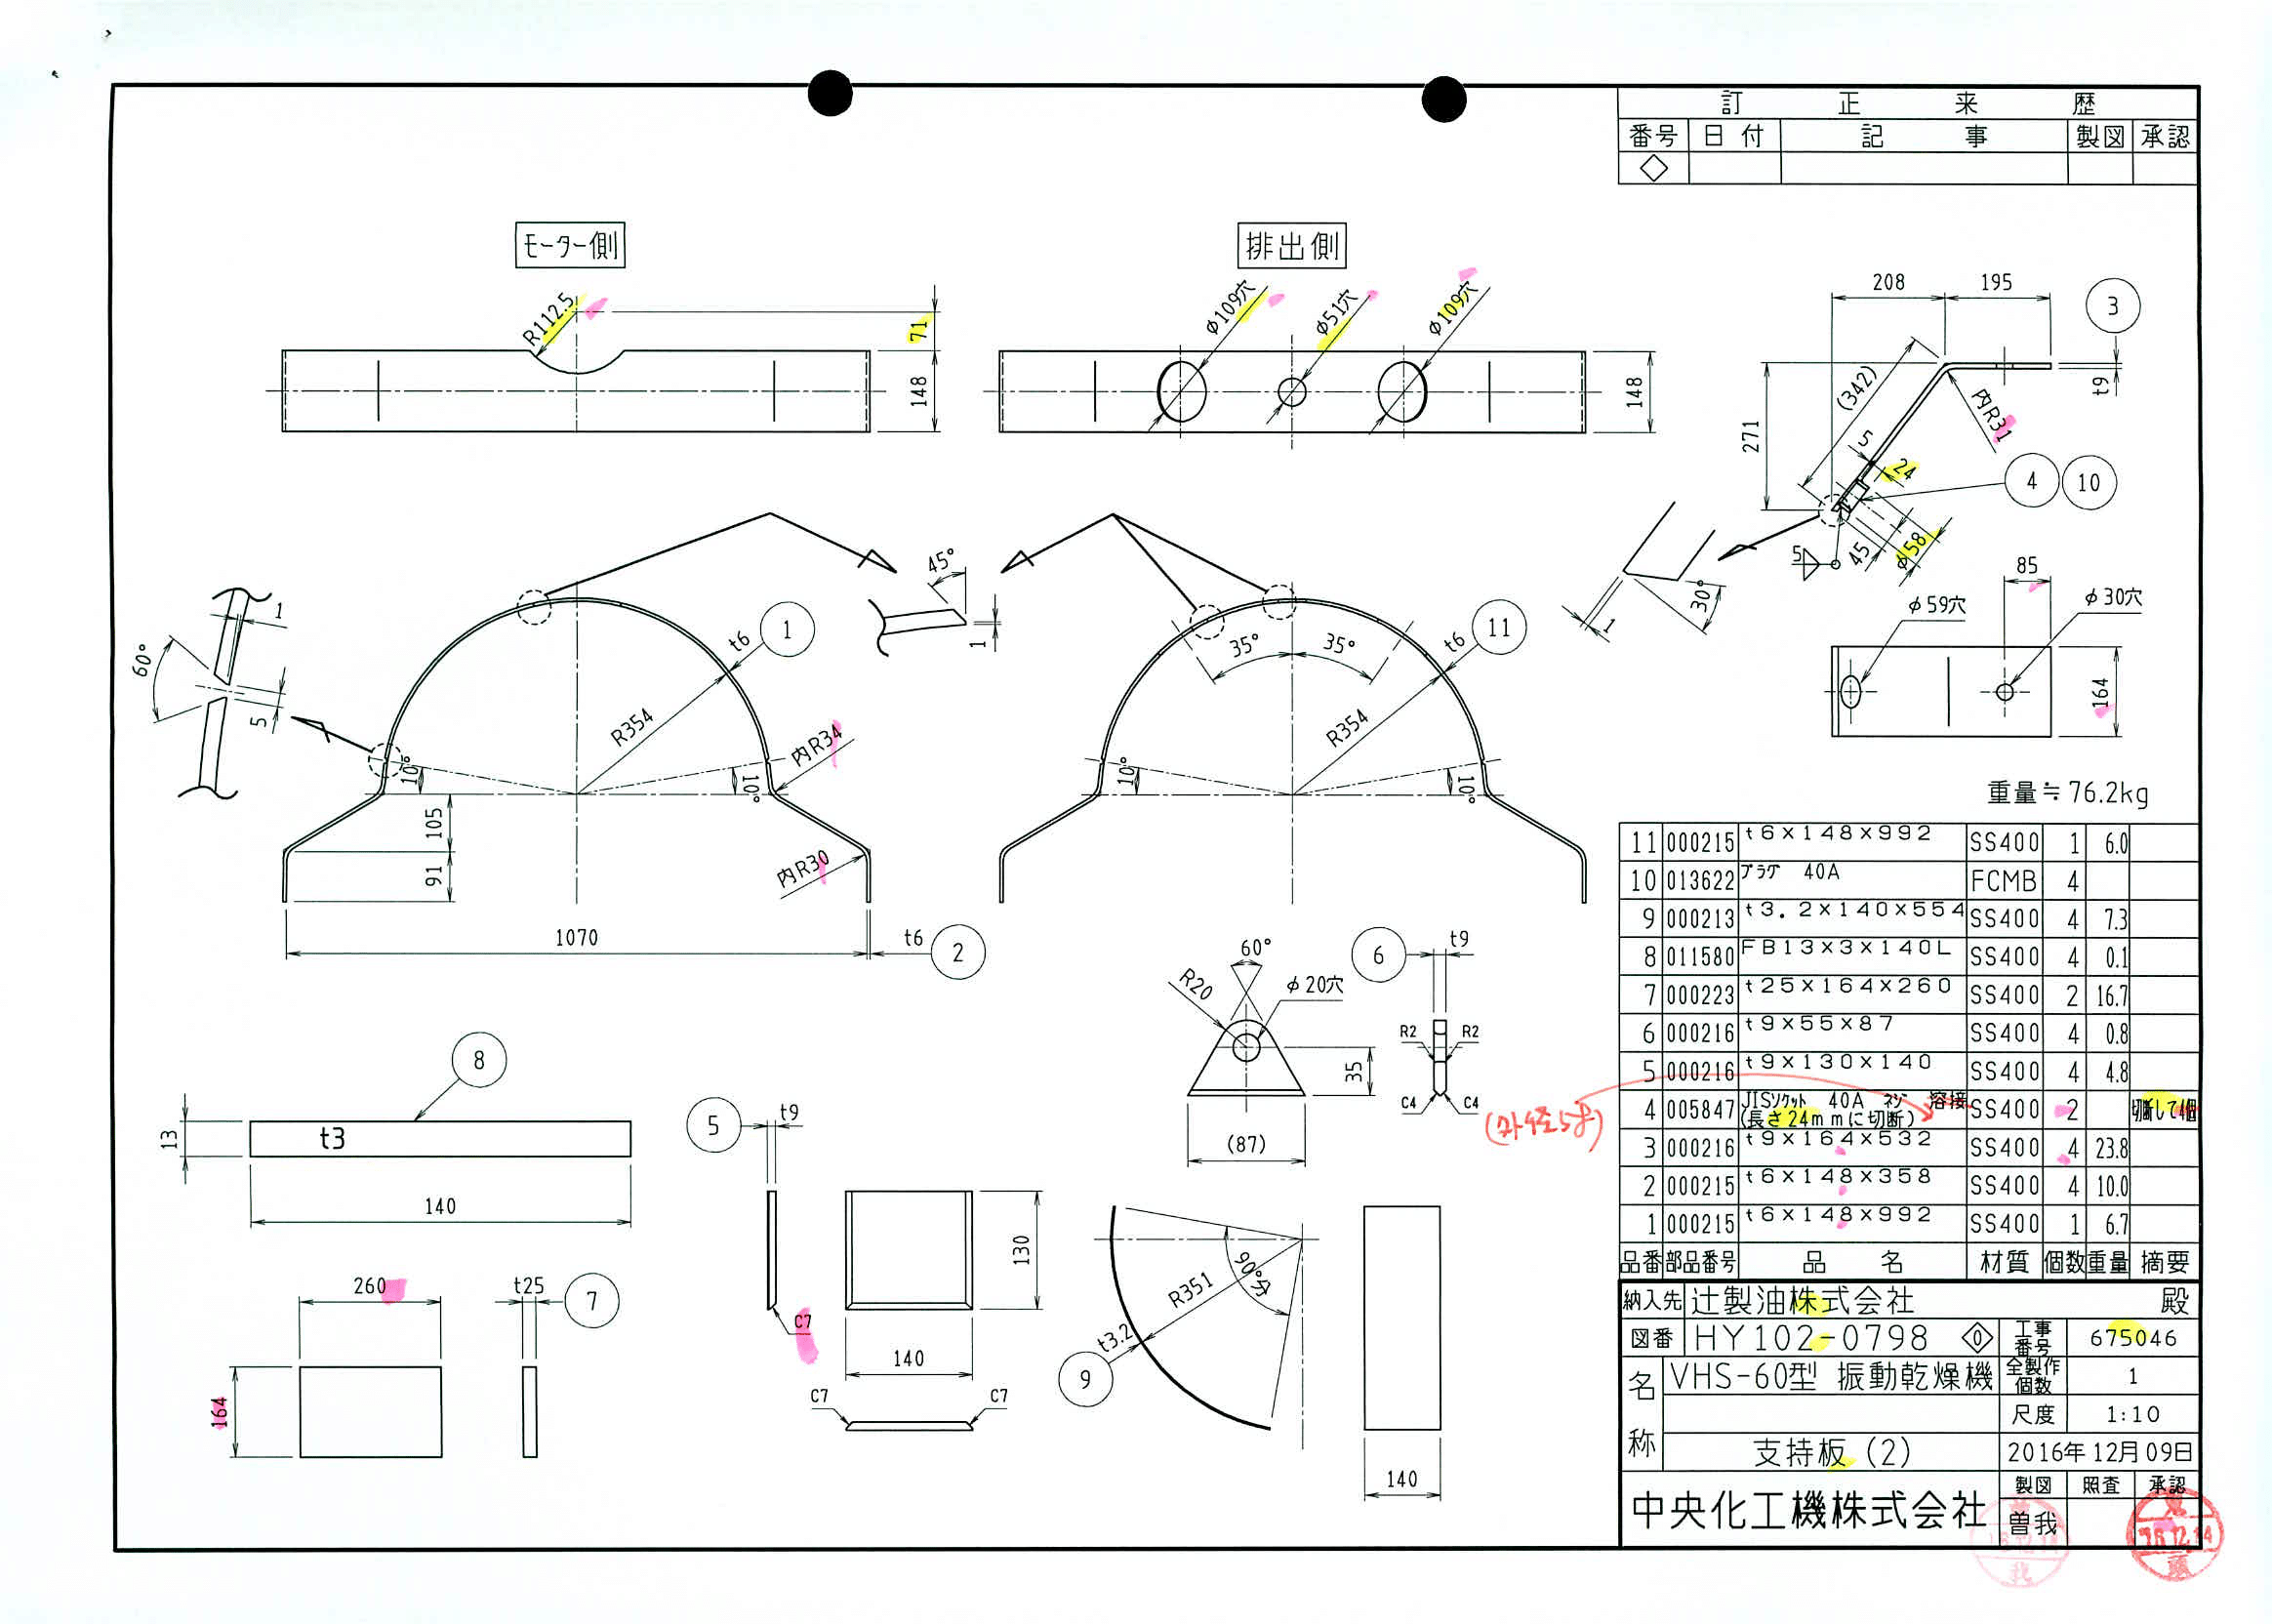 訂正来歴
番号 日付 記事 製図 承認
モーター側
排出側
R112.5
71
148
φ109穴
φ51穴
φ109穴
148
208
195
3
(342)
271
t9
内R31
5
24
4
10
5
45
φ58
30°
1
85
φ59穴
φ30穴
164
45°
1
1
60°
5
t6
1
R354
10°
10°
内R34
105
91
内R30
1070
t6
2
35°
35°
t6
11
R354
10°
10°
重量≒76.2kg
60°
R20
φ20穴
35
(87)
6
t9
R2
R2
C4
C4
8
13
t3
140
5
t9
C7
130
140
C7
C7
260
164
t25
7
90°分
R351
t3.2
9
140
(外径58)
11 000215 t6×148×992 SS400 1 6.0
10 013622 プラグ 40A FCMB 4
9 000213 t3.2×140×554 SS400 4 7.3
8 011580 FB13×3×140L SS400 4 0.1
7 000223 t25×164×260 SS400 2 16.7
6 000216 t9×55×87 SS400 4 0.8
5 000216 t9×130×140 SS400 4 4.8
4 005847 JISソケット 40A ネジ 溶接 SS400 2 切断して4個
(長さ24mmに切断)
3 000216 t9×164×532 SS400 4 23.8
2 000215 t6×148×358 SS400 4 10.0
1 000215 t6×148×992 SS400 1 6.7
品番 部品番号 品名 材質 個数 重量 摘要
納入先 辻製油株式会社 殿
図番 HY102-0798 0 工事番号 675046
名称 VHS-60型 振動乾燥機 全製作個数 1
尺度 1:10
支持板(2) 2016年12月09日
中央化工機株式会社 製図 照査 承認
曽我